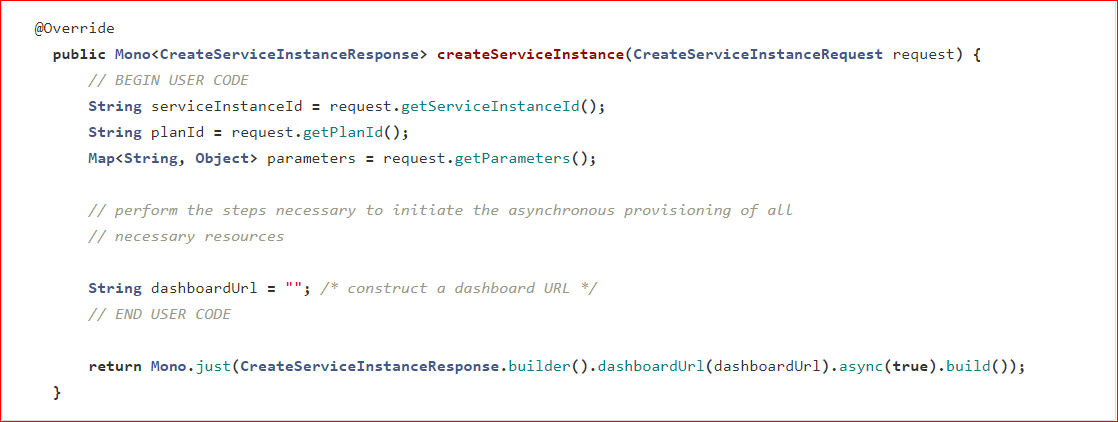 @Override
public Mono<CreateServiceInstanceResponse> createServiceInstance(CreateServiceInstanceRequest request) {
// BEGIN USER CODE
String serviceInstanceId = request.getServiceInstanceId();
String planId = request.getPlanId();
Map<String, Object> parameters = request.getParameters();
// perform the steps necessary to initiate the asynchronous provisioning of all
// necessary resources
String dashboardUrl = ""; /* construct a dashboard URL */
// END USER CODE
return Mono.just(CreateServiceInstanceResponse.builder().dashboardUrl(dashboardUrl).async(true).build());
}